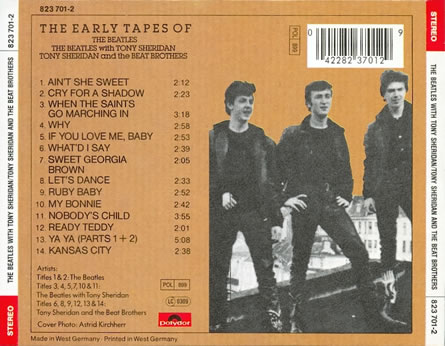 823 701-2
STEREO
THE BEATLES WITH TONY SHERIDAN/TONY SHERIDAN AND THE BEAT BROTHERS
823 701-2
THE EARLY TAPES OF
THE BEATLES
THE BEATLES with TONY SHERIDAN
TONY SHERIDAN and the BEAT BROTHERS
POL 899
0 42282 37012 9
1. AIN'T SHE SWEET 2:12
2. CRY FOR A SHADOW 2:23
3. WHEN THE SAINTS
GO MARCHING IN 3:18
4. WHY 2:58
5. IF YOU LOVE ME, BABY 2:53
6. WHAT'D I SAY 2:39
7. SWEET GEORGIA
BROWN 2:05
8. LET'S DANCE 2:33
9. RUBY BABY 2:52
10. MY BONNIE 2:42
11. NOBODY'S CHILD 3:55
12. READY TEDDY 2:01
13. YA YA (PARTS 1+2) 5:08
14. KANSAS CITY 2:38
Artists:
Titles 1 & 2: The Beatles
Titles 3, 4, 5, 7, 10 & 11:
The Beatles with Tony Sheridan
Titles 6, 8, 9, 12, 13 & 14:
Tony Sheridan and the Beat Brothers
Cover Photo: Astrid Kirchherr
POL 899
LC 0309
Polydor
Made in West Germany · Printed in West Germany
STEREO
THE BEATLES WITH TONY SHERIDAN/TONY SHERIDAN AND THE BEAT BROTHERS
823 701-2